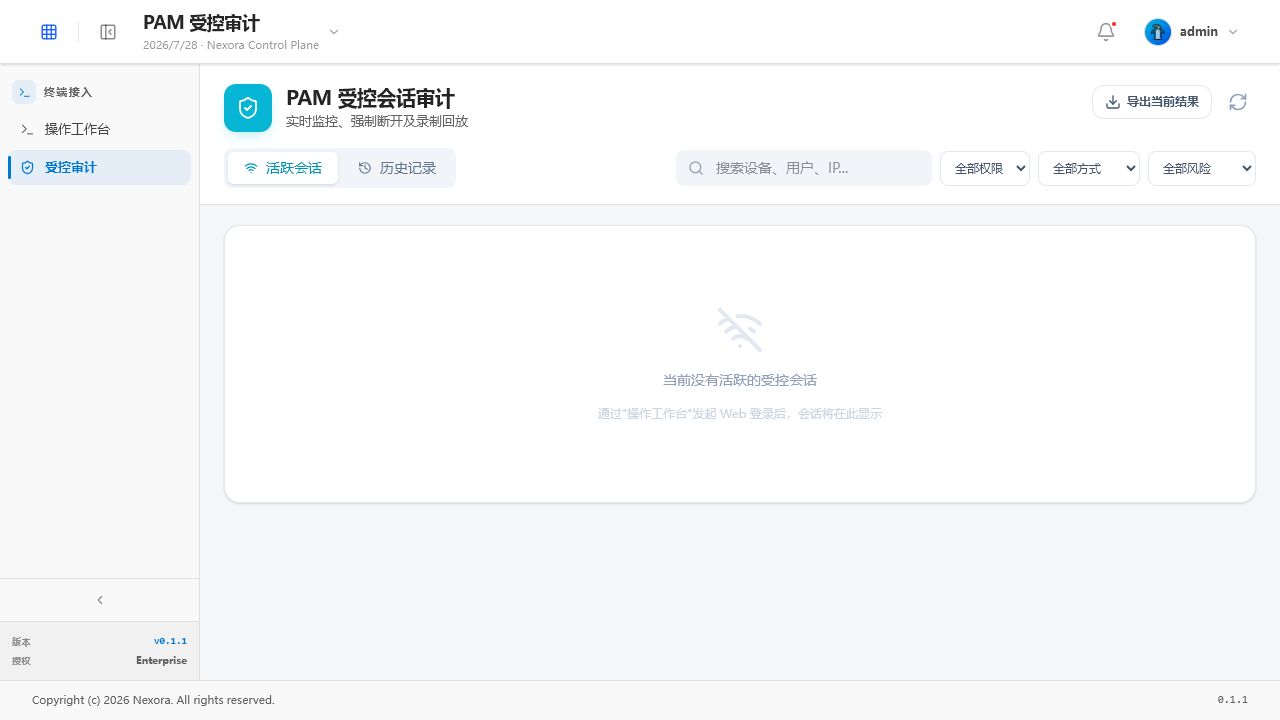 PAM 受控审计
2026/7/28 · Nexora Control Plane
admin
终端接入
操作工作台
受控审计
PAM 受控会话审计
实时监控、强制断开及录制回放
导出当前结果
活跃会话
历史记录
搜索设备、用户、IP...
全部权限
全部方式
全部风险
当前没有活跃的受控会话
通过"操作工作台"发起 Web 登录后，会话将在此显示
版本 v0.1.1
授权 Enterprise
Copyright (c) 2026 Nexora. All rights reserved.
0.1.1